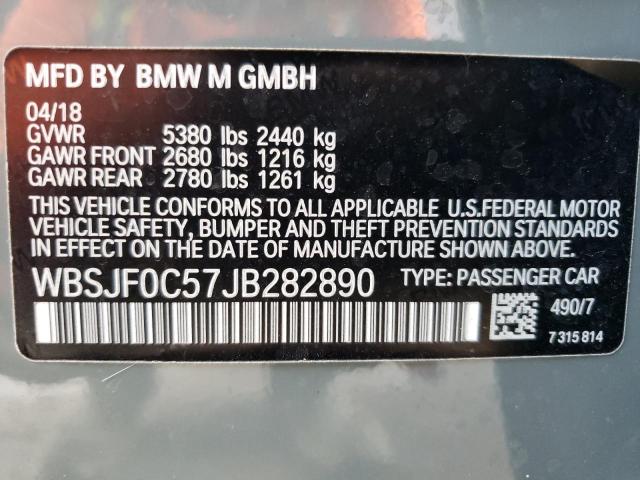 MFD BY BMW M GMBH
04/18
GVWR 5380 lbs 2440 kg
GAWR FRONT 2680 lbs 1216 kg
GAWR REAR 2780 lbs 1261 kg
THIS VEHICLE CONFORMS TO ALL APPLICABLE U.S.FEDERAL MOTOR
VEHICLE SAFETY, BUMPER AND THEFT PREVENTION STANDARDS
IN EFFECT ON THE DATE OF MANUFACTURE SHOWN ABOVE.
WBSJF0C57JB282890 TYPE: PASSENGER CAR
490/7
7 315 814